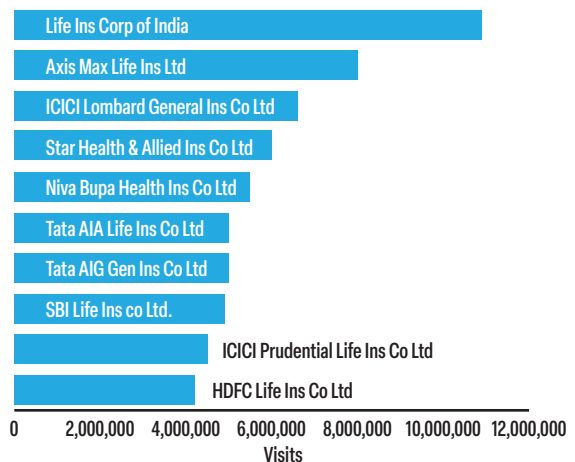 Life Ins Corp of India
Axis Max Life Ins Ltd
ICICI Lombard General Ins Co Ltd
Star Health & Allied Ins Co Ltd
Niva Bupa Health Ins Co Ltd
Tata AIA Life Ins Co Ltd
Tata AIG Gen Ins Co Ltd
SBI Life Ins co Ltd.
ICICI Prudential Life Ins Co Ltd
HDFC Life Ins Co Ltd
0 2,000,000 4,000,000 6,000,000 8,000,000 10,000,000 12,000,000
Visits